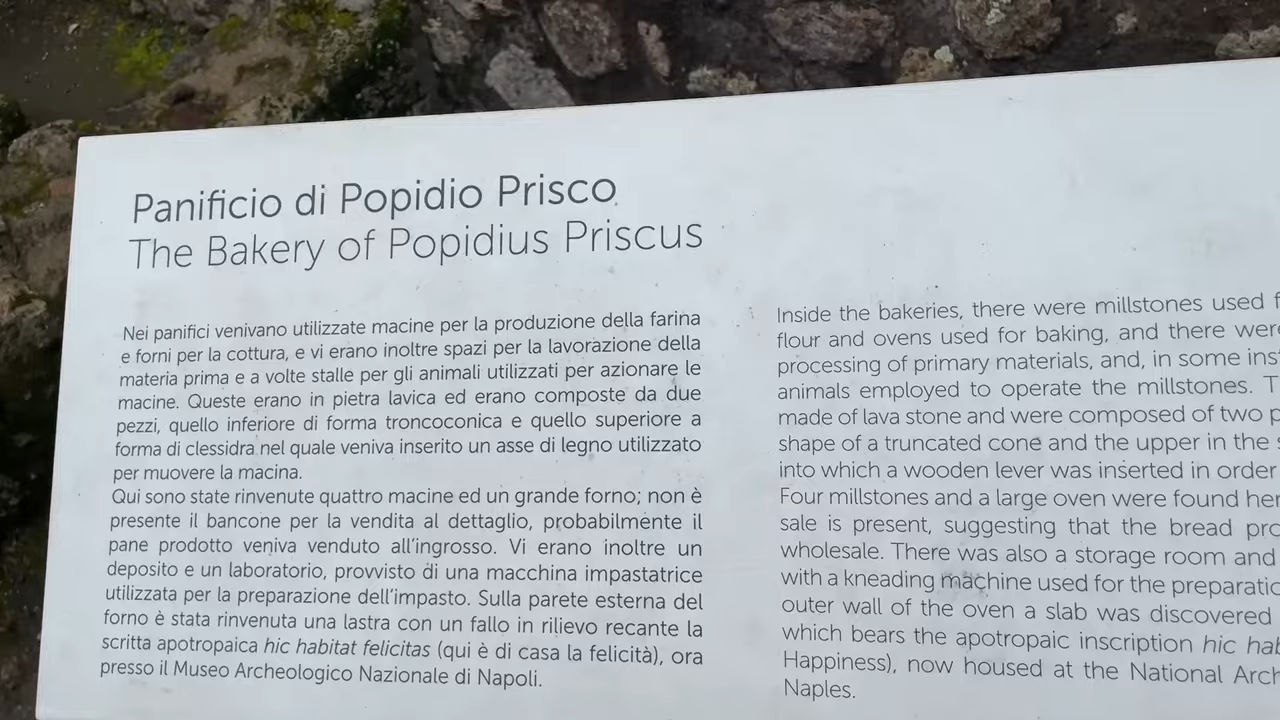 Panificio di Popidio Prisco
The Bakery of Popidius Priscus
Nei panifici venivano utilizzate macine per la produzione della farina
e forni per la cottura, e vi erano inoltre spazi per la lavorazione della
materia prima e a volte stalle per gli animali utilizzati per azionare le
macine. Queste erano in pietra lavica ed erano composte da due
pezzi, quello inferiore di forma troncoconica e quello superiore a
forma di clessidra nel quale veniva inserito un asse di legno utilizzato
per muovere la macina.
Qui sono state rinvenute quattro macine ed un grande forno; non è
presente il bancone per la vendita al dettaglio, probabilmente il
pane prodotto veniva venduto all'ingrosso. Vi erano inoltre un
deposito e un laboratorio, provvisto di una macchina impastatrice
utilizzata per la preparazione dell'impasto. Sulla parete esterna del
forno è stata rinvenuta una lastra con un fallo in rilievo recante la
scritta apotropaica hic habitat felicitas (qui è di casa la felicità), ora
presso il Museo Archeologico Nazionale di Napoli.
Inside the bakeries, there were millstones used
flour and ovens used for baking, and there were
processing of primary materials, and, in some
animals employed to operate the millstones.
made of lava stone and were composed of two
shape of a truncated cone and the upper in the
into which a wooden lever was inserted in order
Four millstones and a large oven were found
sale is present, suggesting that the bread
wholesale. There was also a storage room and
with a kneading machine used for the
outer wall of the oven a slab was discovered
which bears the apotropaic inscription hic
Happiness), now housed at the National
Naples.